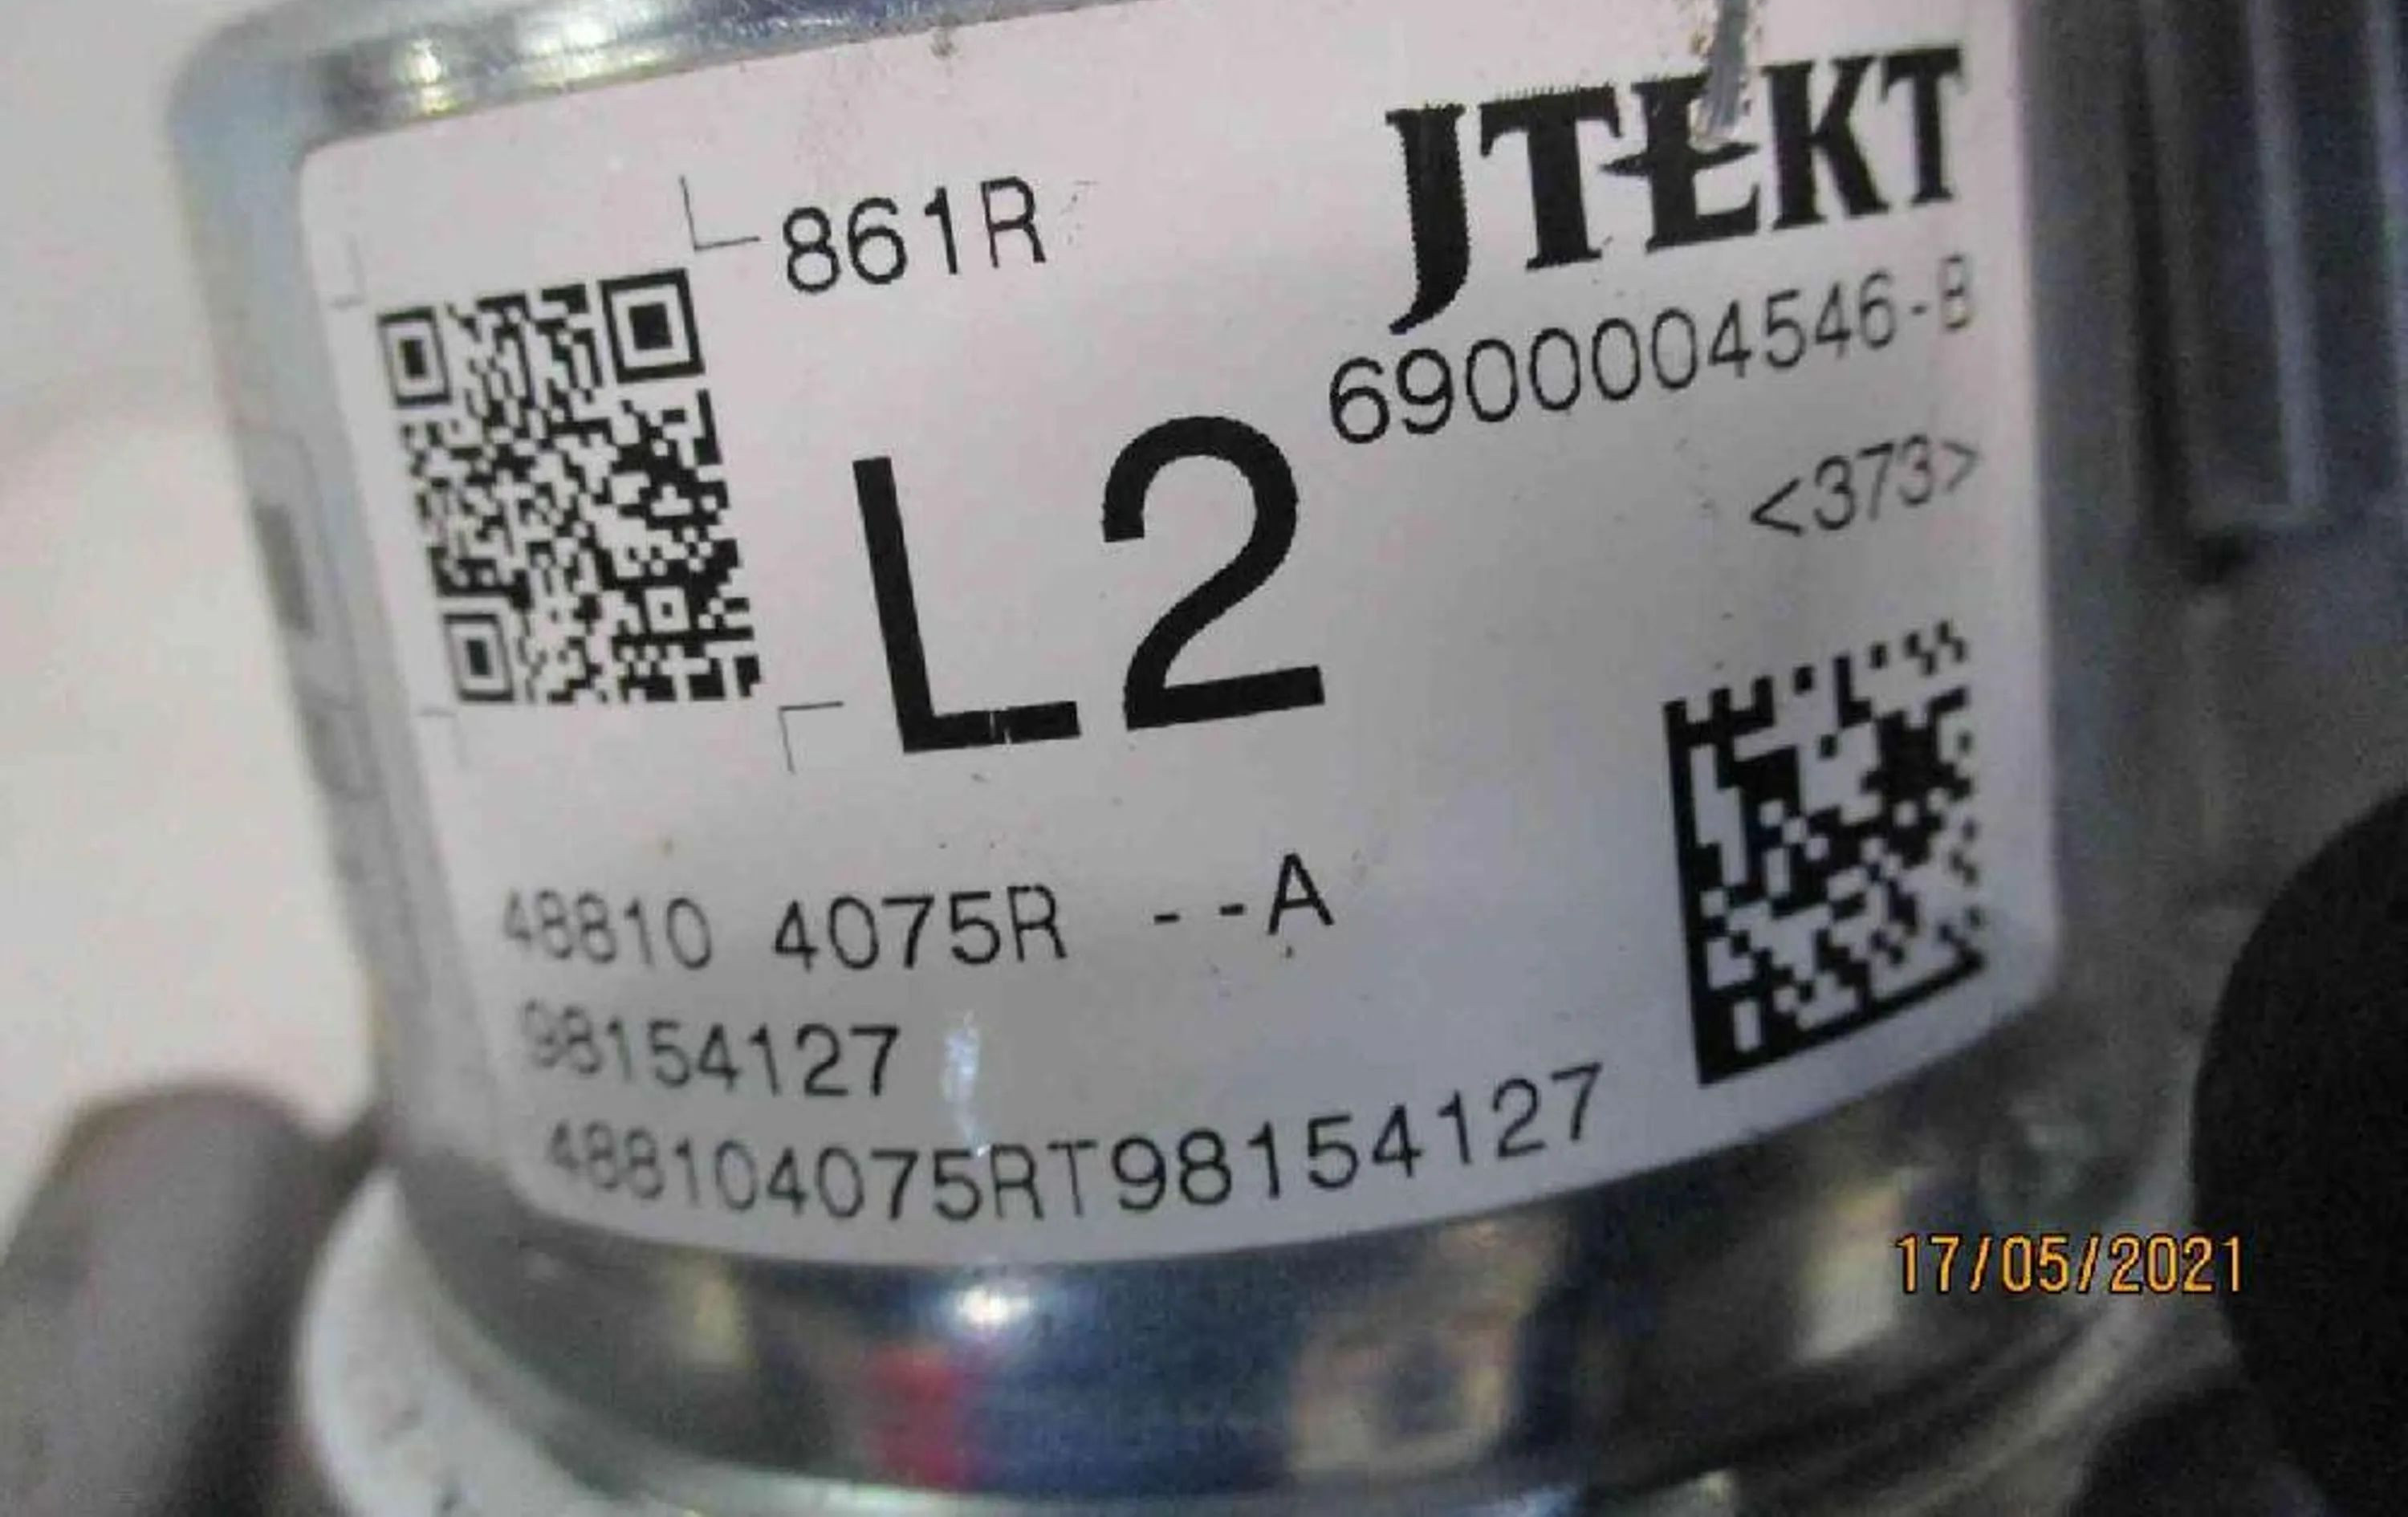 861R
JTEKT
6900004546-B
<373>
L2
48810 4075R --A
98154127
488104075RT98154127
17/05/2021